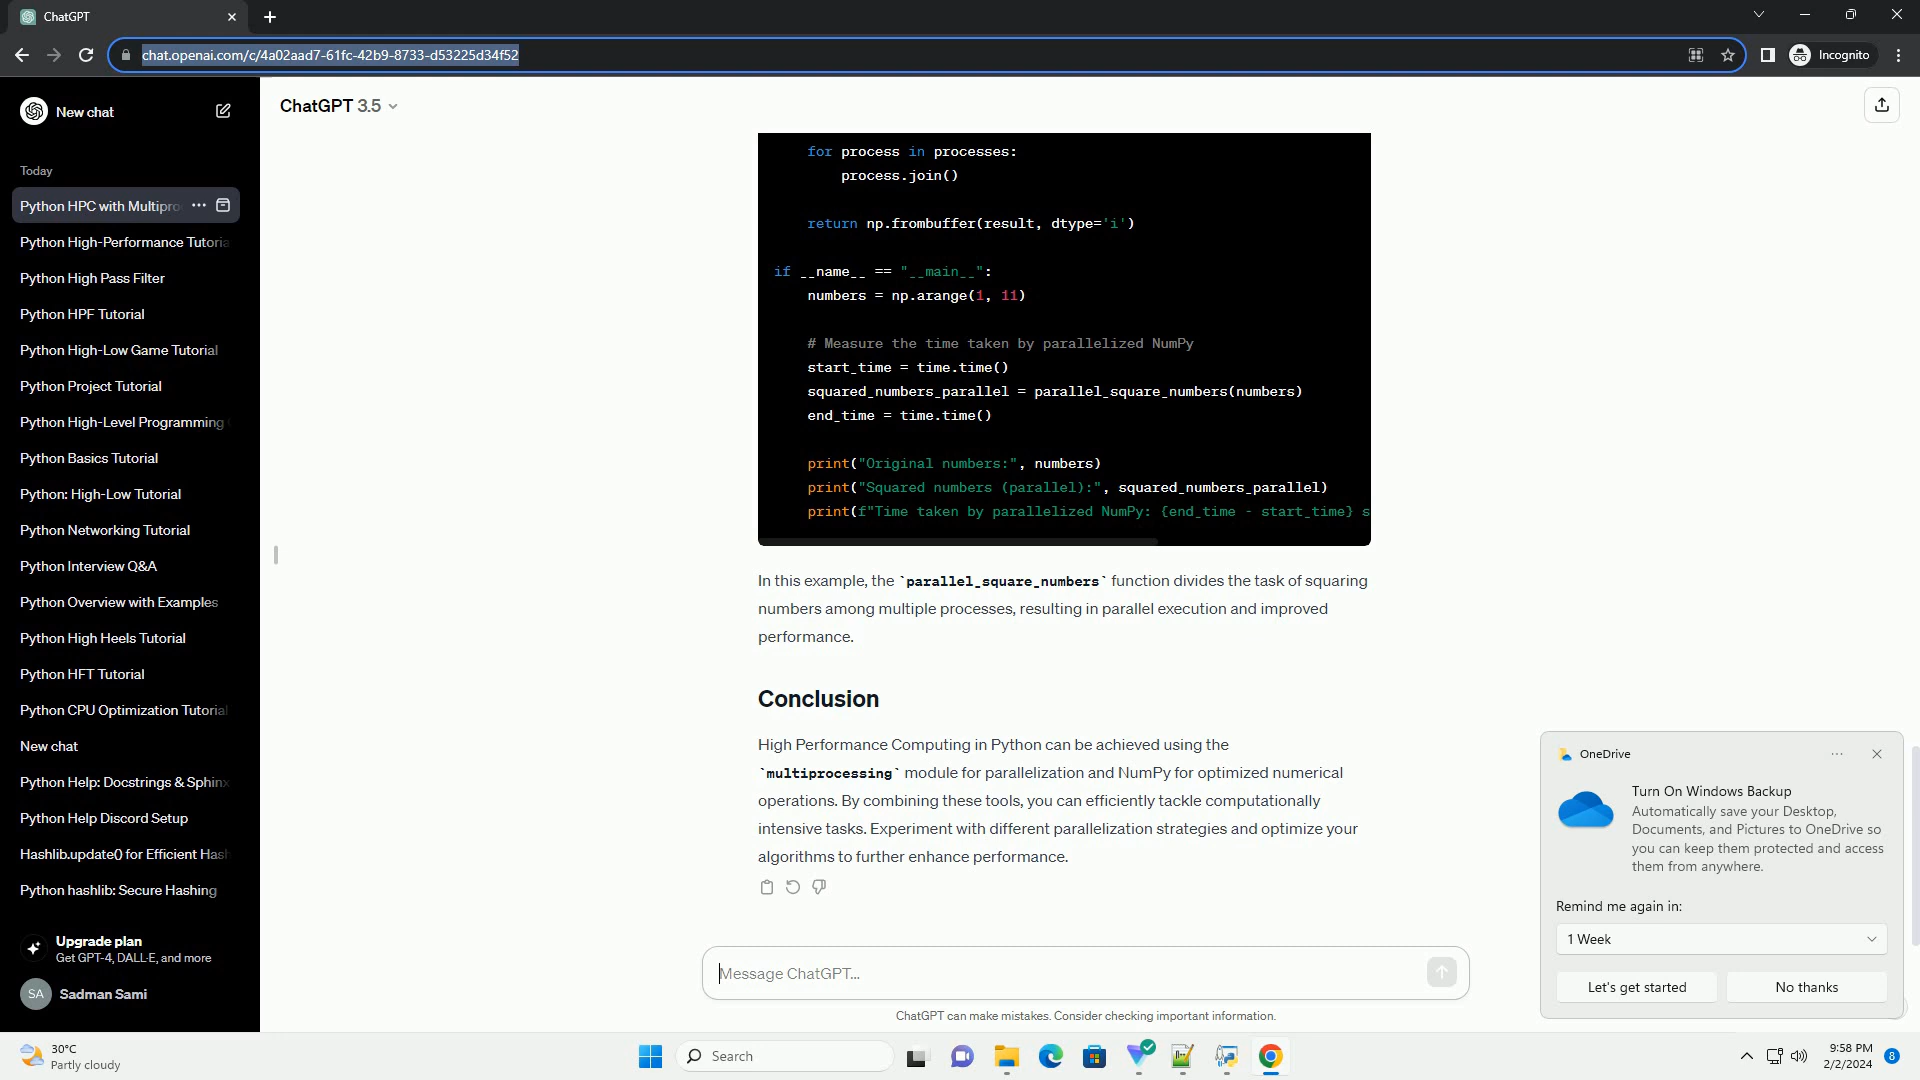 ChatGPT
chat.openai.com/c/4a02aad7-61fc-42b9-8733-d53225d34f52
Incognito
New chat
Today
Python HPC with Multipro
Python High-Performance Tutoria
Python High Pass Filter
Python HPF Tutorial
Python High-Low Game Tutorial
Python Project Tutorial
Python High-Level Programming
Python Basics Tutorial
Python: High-Low Tutorial
Python Networking Tutorial
Python Interview Q&A
Python Overview with Examples
Python High Heels Tutorial
Python HFT Tutorial
Python CPU Optimization Tutorial
New chat
Python Help: Docstrings & Sphinx
Python Help Discord Setup
Hashlib.update() for Efficient Hash
Python hashlib: Secure Hashing
Upgrade plan
Get GPT-4, DALL·E, and more
SA
Sadman Sami
ChatGPT 3.5
for process in processes:
process.join()
return np.frombuffer(result, dtype='i')
if __name__ == "__main__":
numbers = np.arange(1, 11)
# Measure the time taken by parallelized NumPy
start_time = time.time()
squared_numbers_parallel = parallel_square_numbers(numbers)
end_time = time.time()
print("Original numbers:", numbers)
print("Squared numbers (parallel):", squared_numbers_parallel)
print(f"Time taken by parallelized NumPy: {end_time - start_time} s
In this example, the `parallel_square_numbers` function divides the task of squaring
numbers among multiple processes, resulting in parallel execution and improved
performance.
Conclusion
High Performance Computing in Python can be achieved using the
`multiprocessing` module for parallelization and NumPy for optimized numerical
operations. By combining these tools, you can efficiently tackle computationally
intensive tasks. Experiment with different parallelization strategies and optimize your
algorithms to further enhance performance.
Message ChatGPT...
ChatGPT can make mistakes. Consider checking important information.
OneDrive
Turn On Windows Backup
Automatically save your Desktop,
Documents, and Pictures to OneDrive so
you can keep them protected and access
them from anywhere.
Remind me again in:
1 Week
Let's get started
No thanks
30°C
Partly cloudy
Search
9:58 PM
2/2/2024
8